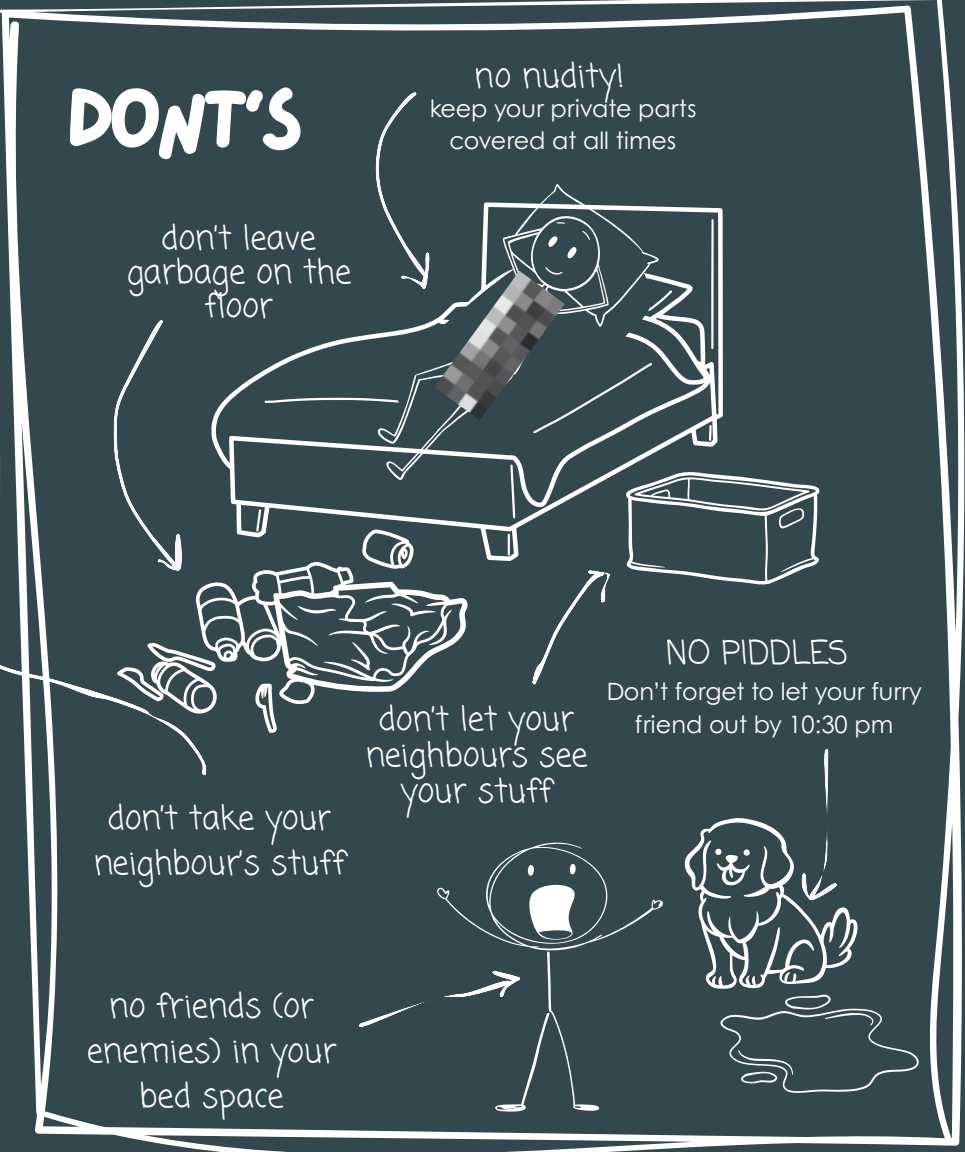 DONT'S
no nudity!
keep your private parts
covered at all times
don't leave
garbage on the
floor
NO PIDDLES
Don't forget to let your furry
friend out by 10:30 pm
don't let your
neighbours see
your stuff
don't take your
neighbour's stuff
no friends (or
enemies) in your
bed space